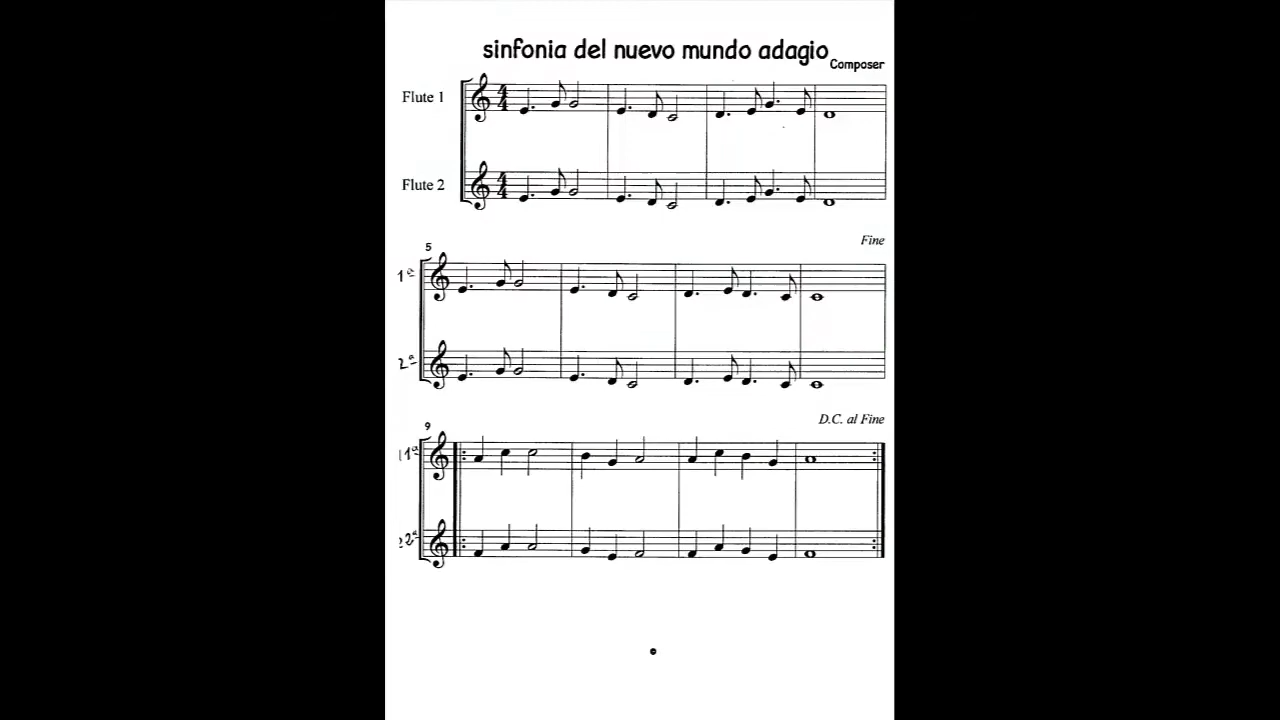 sinfonia del nuevo mundo adagio
Composer
Flute 1
Flute 2
Fine
5
1ª
2ª
D.C. al Fine
9
1ª
2ª